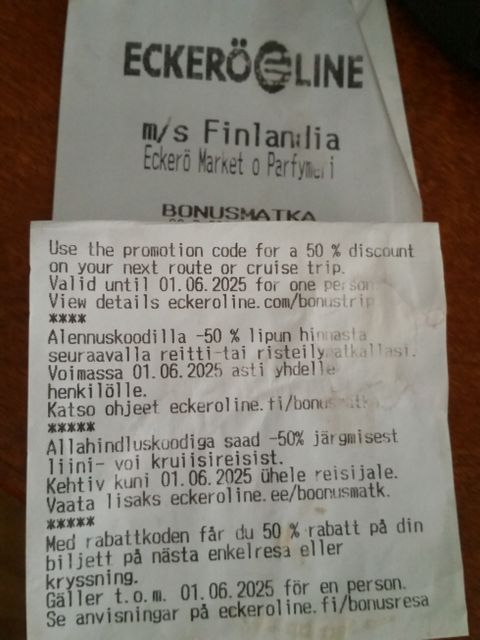 ECKERÖ LINE
m/s Finlandia
Eckerö Market o Parfymeri
BONUSMATKA
Use the promotion code for a 50 % discount
on your next route or cruise trip.
Valid until 01.06.2025 for one person
View details eckeroline.com/bonustrip
****
Alennuskoodilla -50 % lipun hinnasta
seuraavalla reitti-tai risteilymatkallasi.
Voimassa 01.06.2025 asti yhdelle
henkilölle.
Katso ohjeet eckeroline.fi/bonusmatka
*****
Allahindluskoodiga saad -50% järgmisest
liini- voi kruiisireisist.
Kehtiv kuni 01.06.2025 ühele reisijale.
Vaata lisaks eckeroline.ee/boonusmatk.
*****
Med rabattkoden får du 50 % rabatt på din
biljett på nästa enkelresa eller
kryssning.
Gäller t.o.m. 01.06.2025 för en person.
Se anvisningar på eckeroline.fi/bonusresa